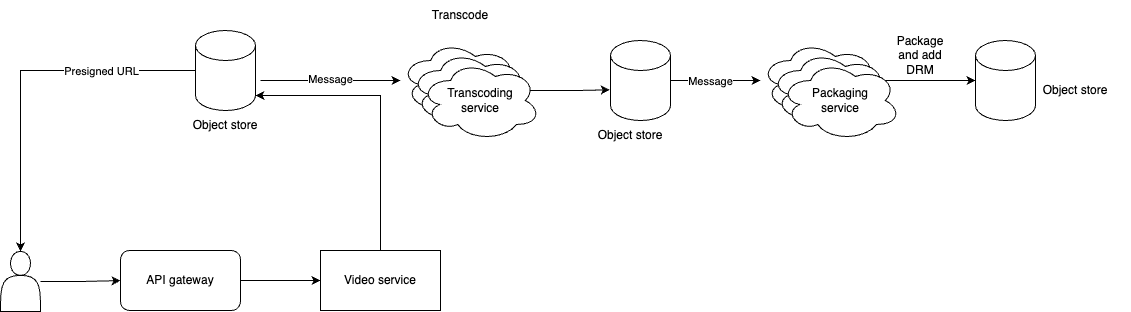 Transcode
Package
and add
DRM
Presigned URL
Message
Transcoding
service
Message
Packaging
service
Object store
Object store
Object store
API gateway
Video service